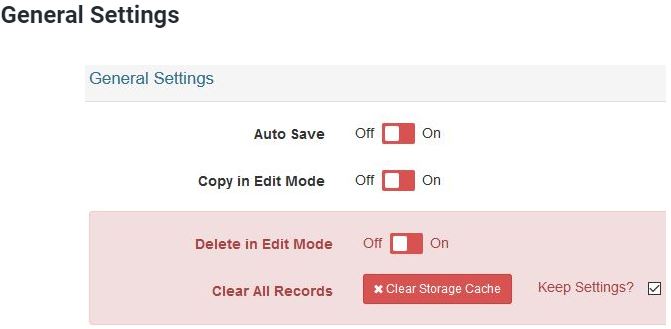 General Settings
General Settings
Auto Save Off On
Copy in Edit Mode Off On
Delete in Edit Mode Off On
Clear All Records ✖ Clear Storage Cache Keep Settings? ☑